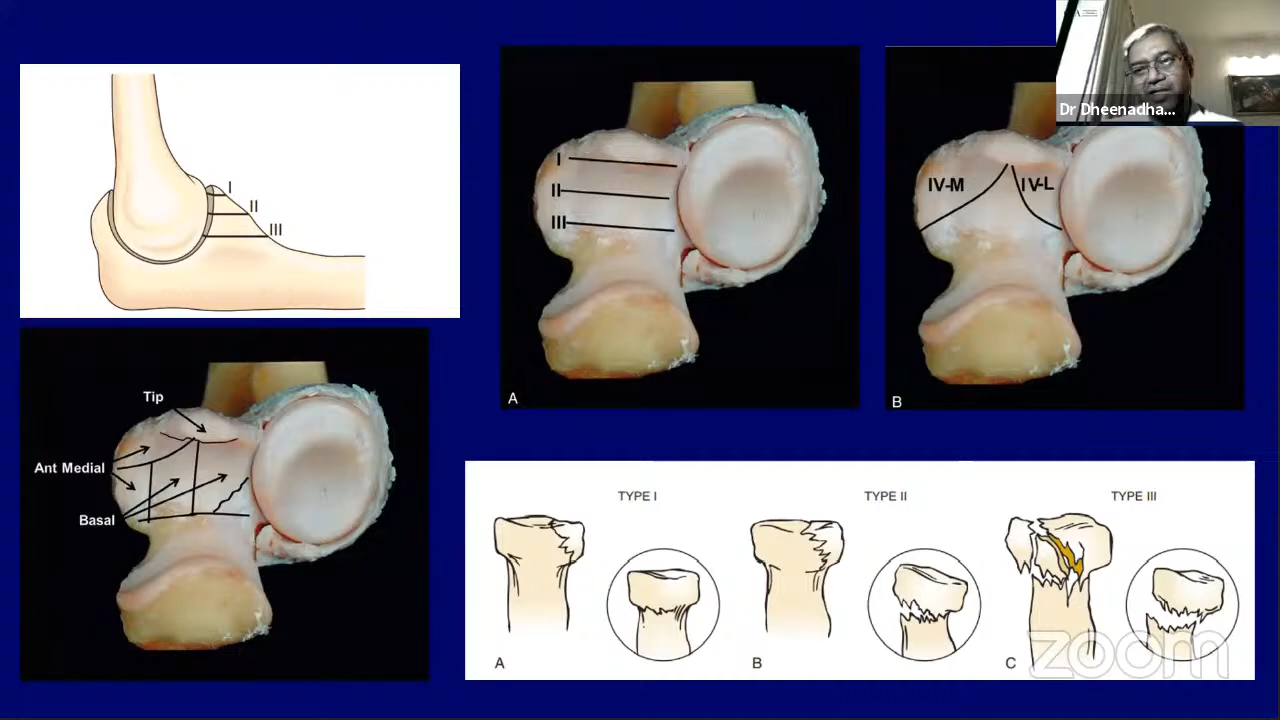 I
II
III
Tip
Ant Medial
Basal
I
II
III
A
IV-M
IV-L
B
Dr Dheenadha...
TYPE I
TYPE II
TYPE III
A
B
C
zoom